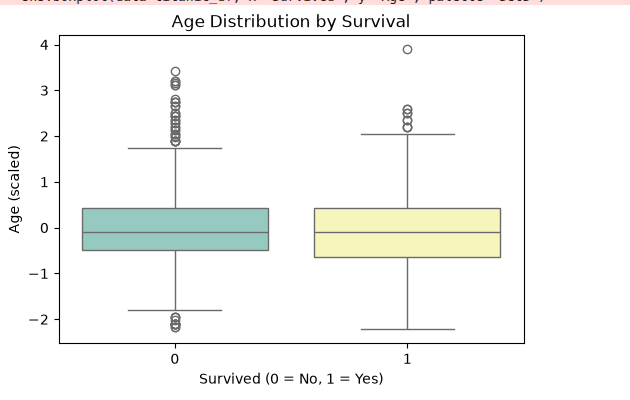 Age Distribution by Survival
Age (scaled)
4
3
2
1
0
−1
−2
0 1
Survived (0 = No, 1 = Yes)